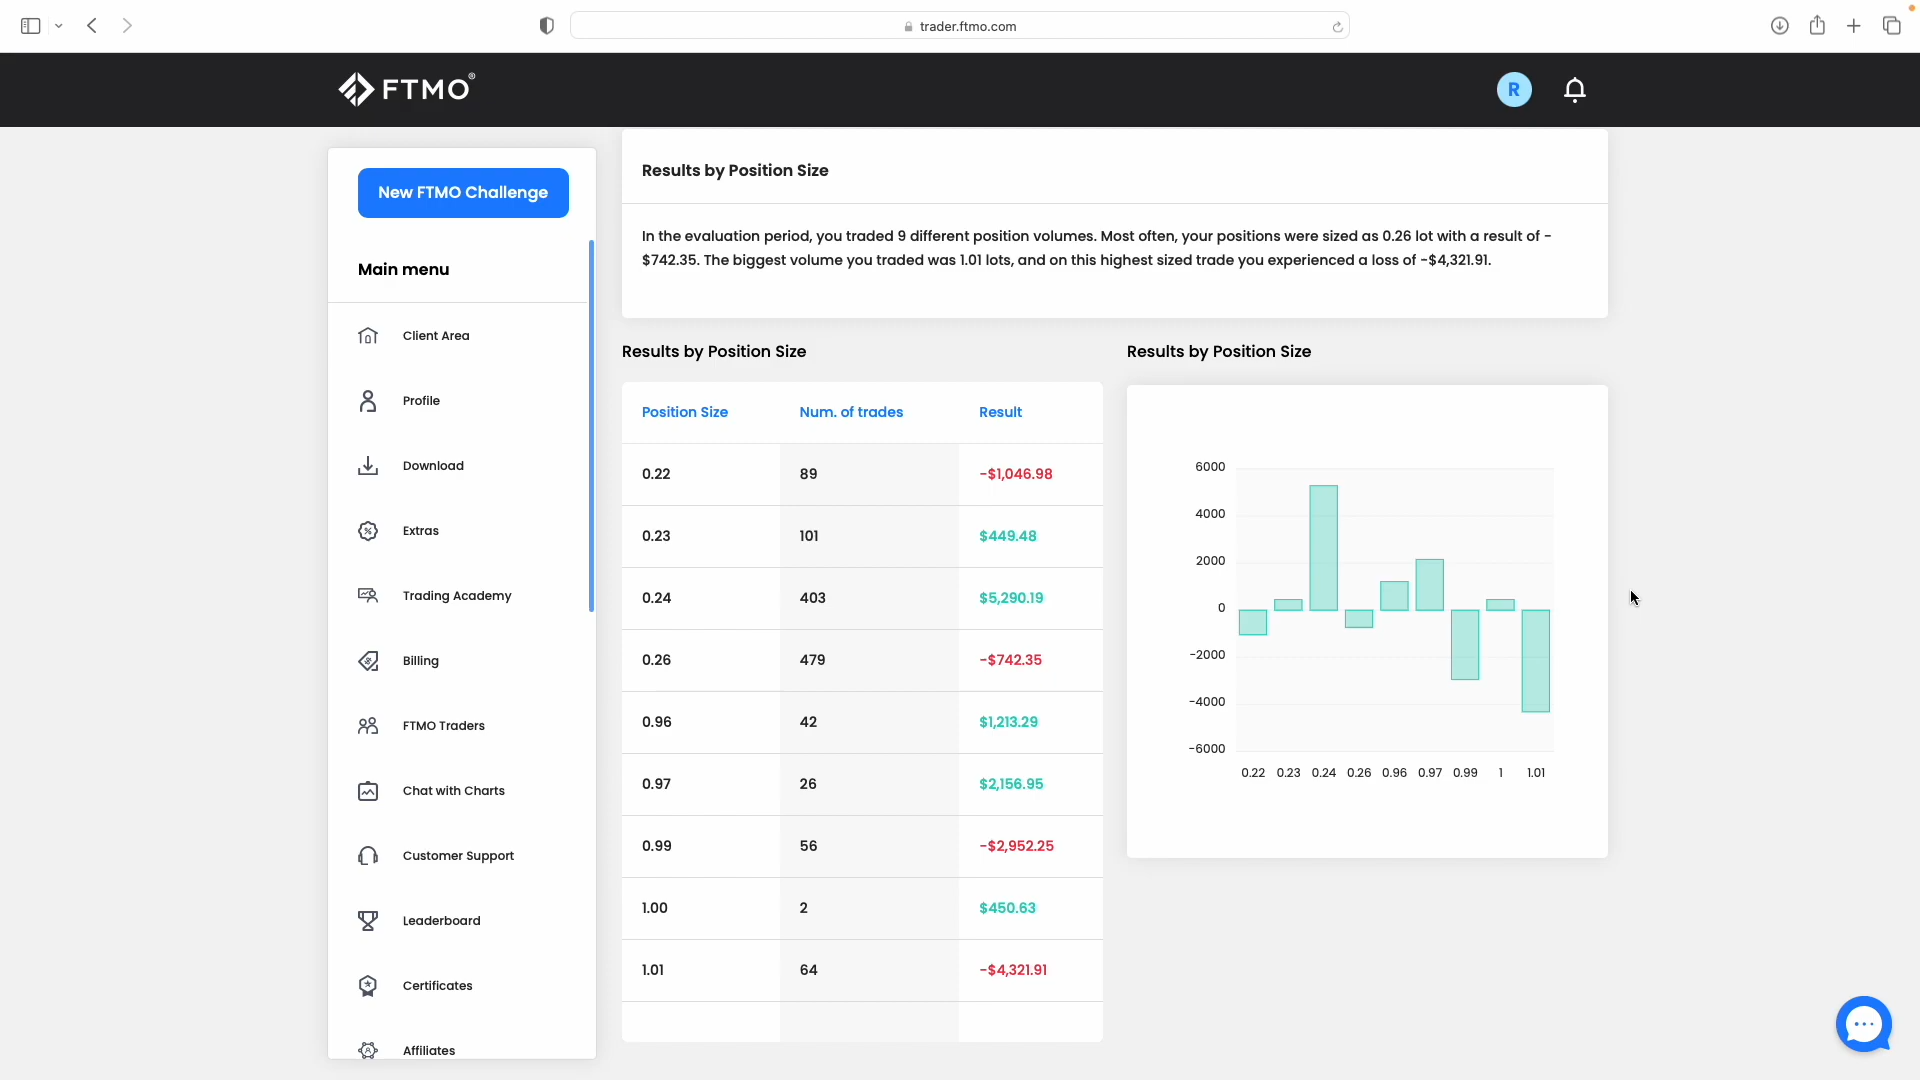 trader.ftmo.com
FTMO®
R
New FTMO Challenge
Main menu
Client Area
Profile
Download
Extras
Trading Academy
Billing
FTMO Traders
Chat with Charts
Customer Support
Leaderboard
Certificates
Affiliates
Results by Position Size
In the evaluation period, you traded 9 different position volumes. Most often, your positions were sized as 0.26 lot with a result of -
$742.35. The biggest volume you traded was 1.01 lots, and on this highest sized trade you experienced a loss of -$4,321.91.
Results by Position Size
Position Size Num. of trades Result
0.22 89 -$1,046.98
0.23 101 $449.48
0.24 403 $5,290.19
0.26 479 -$742.35
0.96 42 $1,213.29
0.97 26 $2,156.95
0.99 56 -$2,952.25
1.00 2 $450.63
1.01 64 -$4,321.91
Results by Position Size
6000
4000
2000
0
-2000
-4000
-6000
0.22 0.23 0.24 0.26 0.96 0.97 0.99 1 1.01